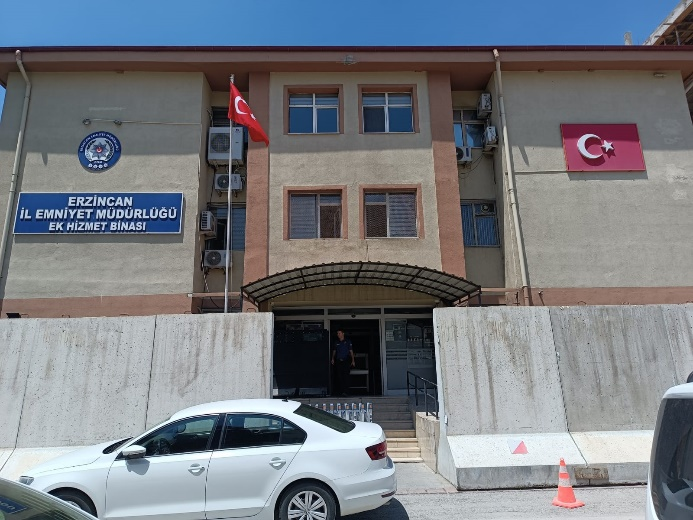 ERZİNCAN
İL EMNİYET MÜDÜRLÜĞÜ
EK HİZMET BİNASI